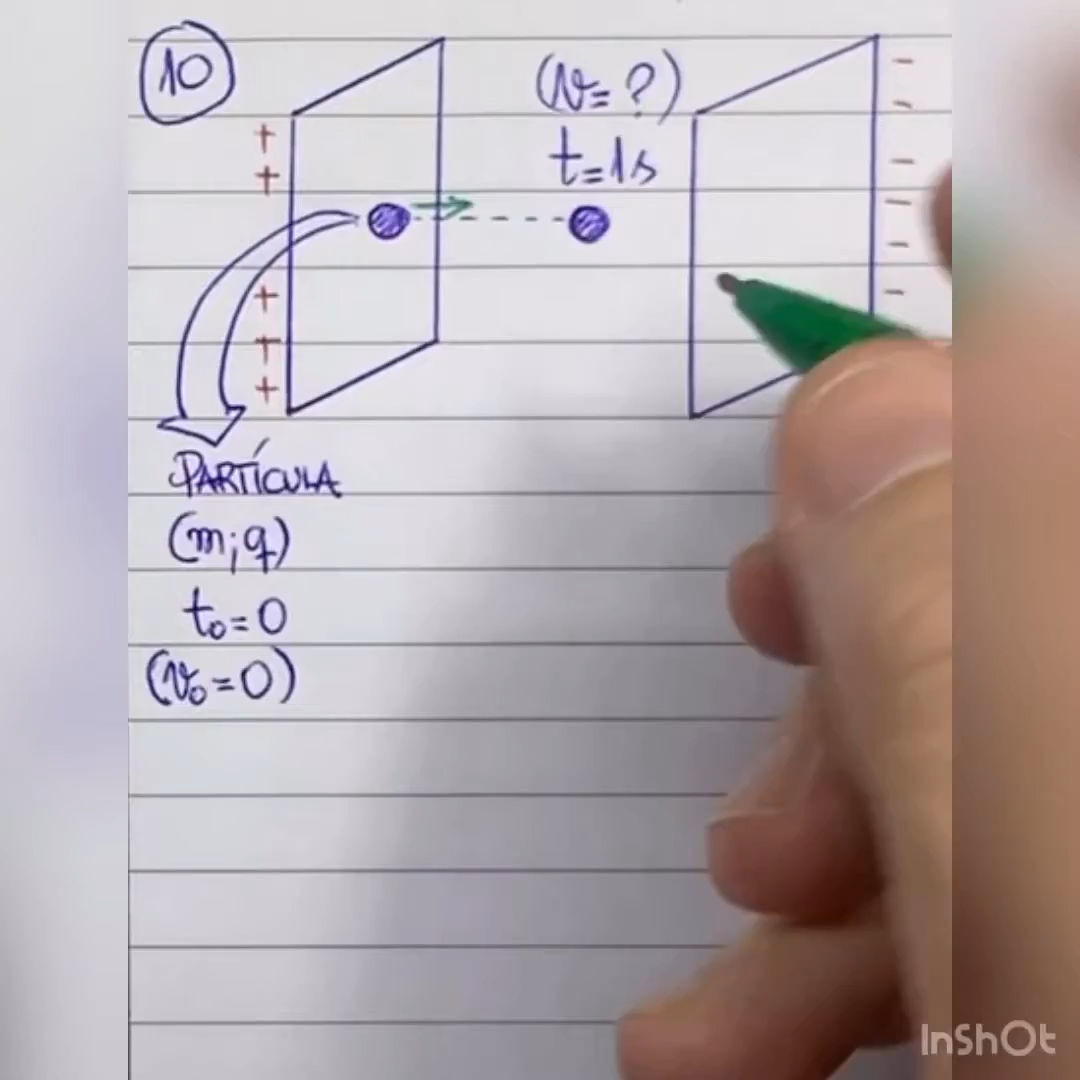 10
(v=?)
t=1s
+
+
+
+
+
-
-
-
-
-
-
PARTÍCULA
(m;q)
t₀=0
(v₀=0)
InShOt